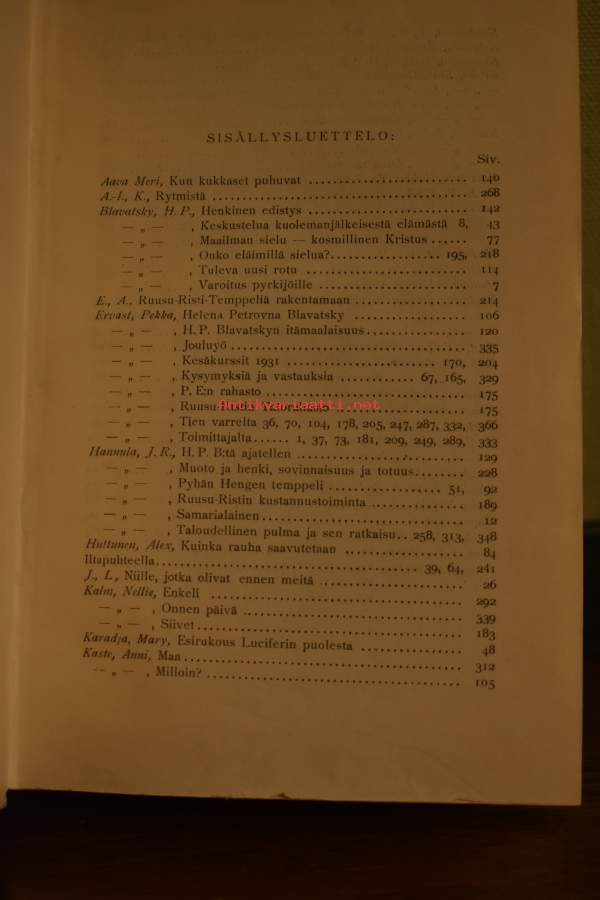 SISÄLLYSLUETTELO:
Siv.
Aava Meri, Kun kukkaset puhuvat ........ 140
A.-I., K., Rytmistä ........ 268
Blavatsky, H. P., Henkinen edistys ........ 142
— „ — , Keskustelua kuolemanjälkeisestä elämästä 8, 43
— „ — , Maailman sielu — kosmillinen Kristus ...... 77
— „ — , Onko eläimillä sielua? ........ 195, 218
— „ — , Tuleva uusi rotu ........ 114
— „ — , Varoitus pyrkijöille ........ 7
E., A., Ruusu-Risti-Temppeliä rakentamaan ........ 214
Ervast, Pekka, Helena Petrovna Blavatsky ........ 106
— „ — , H. P. Blavatskyn itämaalaisuus ........ 120
— „ — , Jouluyö ........ 335
— „ — , Kesäkurssit 1931 ........ 170, 204
— „ — , Kysymyksiä ja vastauksia ........ 67, 165, 329
— „ — , P. E:n rahasto ........ 175
— „ — , Ruusu- ........ 175
Antikvariaatti.net
— „ — , Tien varrelta 36, 70, 104, 178, 205, 247, 287, 332, 366
— „ — , Toimittajalta ...... 1, 37, 73, 181, 209, 249, 289, 333
Hannula, J. R., H. P. B:tä ajatellen ........ 129
— „ — , Muoto ja henki, sovinnaisuus ja totuus ........ 228
— „ — , Pyhän Hengen temppeli ........ 51, 92
— „ — , Ruusu-Ristin kustannustoiminta ........ 189
— „ — , Samarialainen ........ 12
— „ — , Taloudellinen pulma ja sen ratkaisu .. 258, 313, 348
Huttunen, Alex, Kuinka rauha saavutetaan ........ 84
Iltapuhteella ........ 39, 64, 241
J., L., Niille, jotka olivat ennen meitä ........ 26
Kalm, Nellie, Enkeli ........ 292
— „ — , Onnen päivä ........ 339
— „ — , Siivet ........ 183
Karadja, Mary, Esirukous Luciferin puolesta ........ 48
Kaste, Anni, Maa ........ 312
— „ — , Milloin? ........ 105